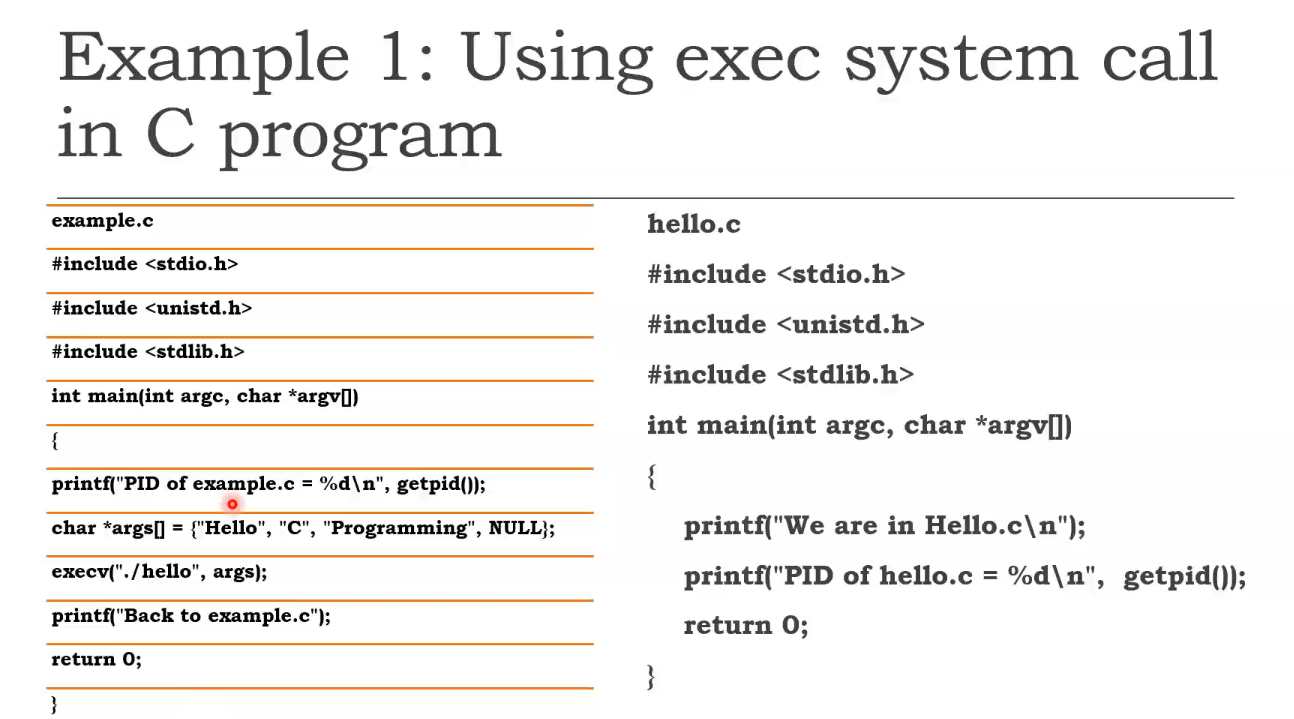 Example 1: Using exec system call
in C program
example.c
#include <stdio.h>
#include <unistd.h>
#include <stdlib.h>
int main(int argc, char *argv[])
{
printf("PID of example.c = %d\n", getpid());
char *args[] = {"Hello", "C", "Programming", NULL};
execv("./hello", args);
printf("Back to example.c");
return 0;
}
hello.c
#include <stdio.h>
#include <unistd.h>
#include <stdlib.h>
int main(int argc, char *argv[])
{
printf("We are in Hello.c\n");
printf("PID of hello.c = %d\n", getpid());
return 0;
}